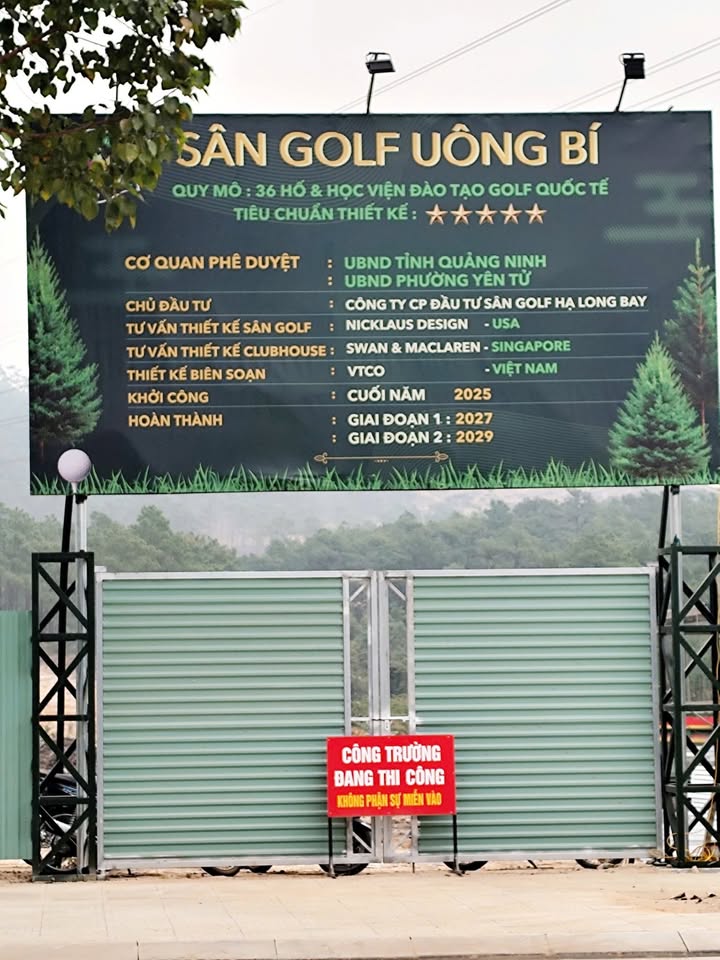 SÂN GOLF UÔNG BÍ
QUY MÔ : 36 HỐ & HỌC VIỆN ĐÀO TẠO GOLF QUỐC TẾ
TIÊU CHUẨN THIẾT KẾ :
CƠ QUAN PHÊ DUYỆT : UBND TỈNH QUẢNG NINH
: UBND PHƯỜNG YÊN TỬ
CHỦ ĐẦU TƯ : CÔNG TY CP ĐẦU TƯ SÂN GOLF HẠ LONG BAY
TƯ VẤN THIẾT KẾ SÂN GOLF : NICKLAUS DESIGN - USA
TƯ VẤN THIẾT KẾ CLUBHOUSE : SWAN & MACLAREN - SINGAPORE
THIẾT KẾ BIÊN SOẠN : VTCO - VIỆT NAM
KHỞI CÔNG : CUỐI NĂM 2025
HOÀN THÀNH : GIAI ĐOẠN 1 : 2027
: GIAI ĐOẠN 2 : 2029
CÔNG TRƯỜNG
ĐANG THI CÔNG
KHÔNG PHẬN SỰ MIỄN VÀO